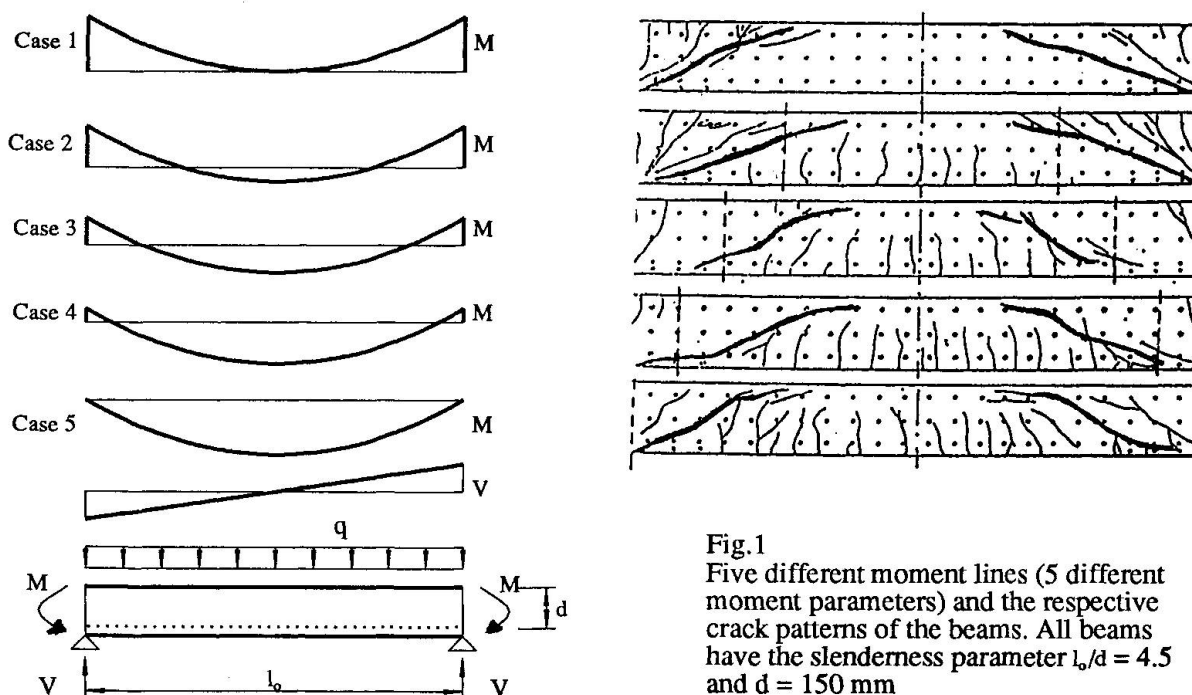 Case 1
M
Case 2
M
Case 3
M
Case 4
M
Case 5
M
V
q
M
M
d
V
lₒ
V
Fig.1
Five different moment lines (5 different
moment parameters) and the respective
crack patterns of the beams. All beams
have the slenderness parameter lₒ/d = 4.5
and d = 150 mm